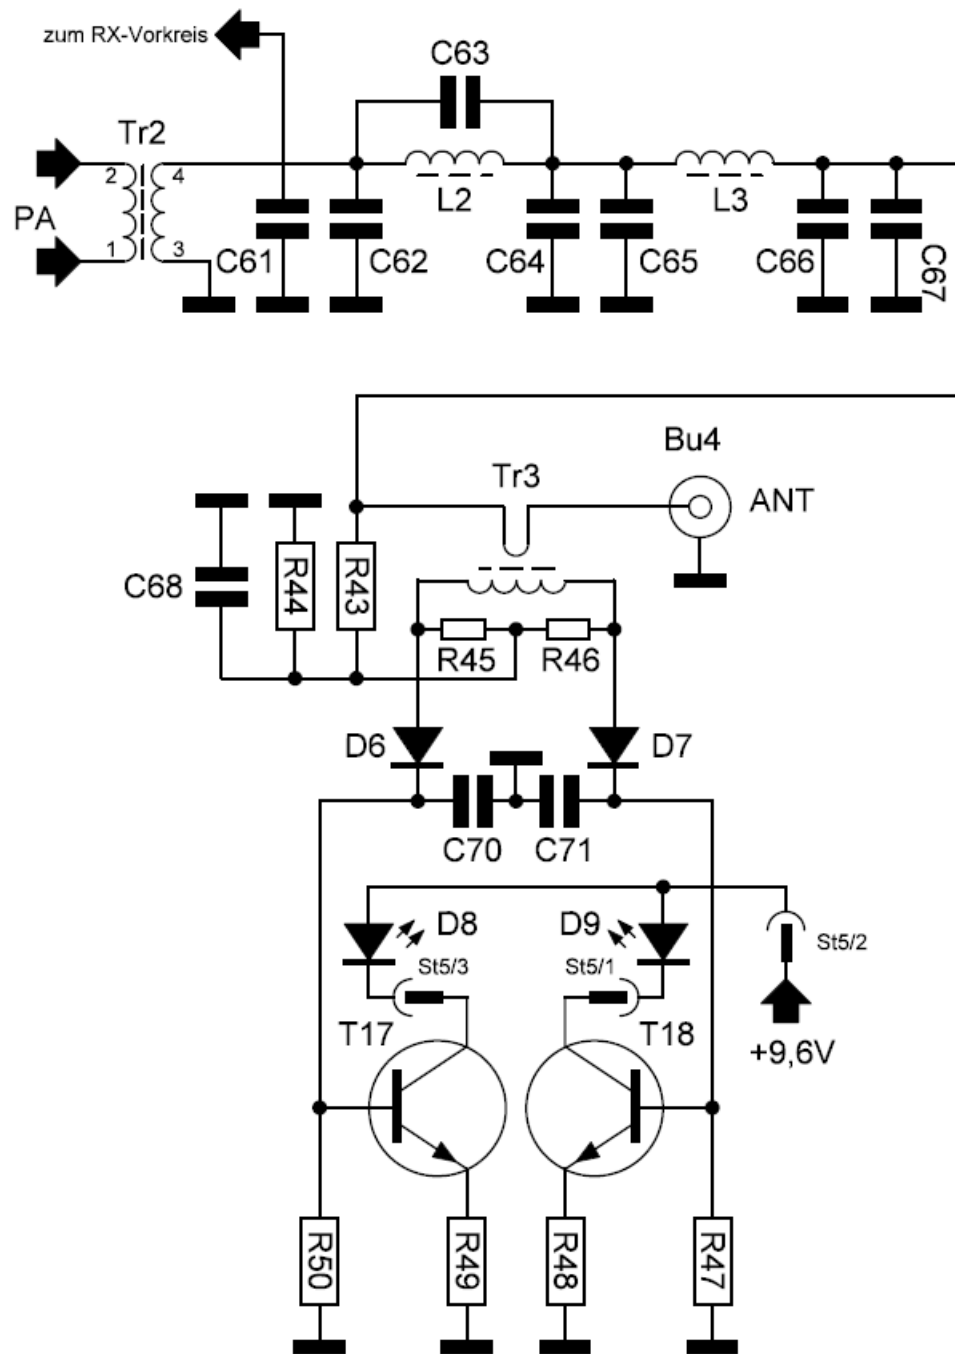 zum RX-Vorkreis
C63
Tr2
2
4
PA
L2
L3
1
3
C61
C62
C64
C65
C66
C67
Bu4
Tr3
ANT
C68
R44
R43
R45
R46
D6
D7
C70
C71
D8
D9
St5/2
St5/3
St5/1
T17
T18
+9,6V
R50
R49
R48
R47